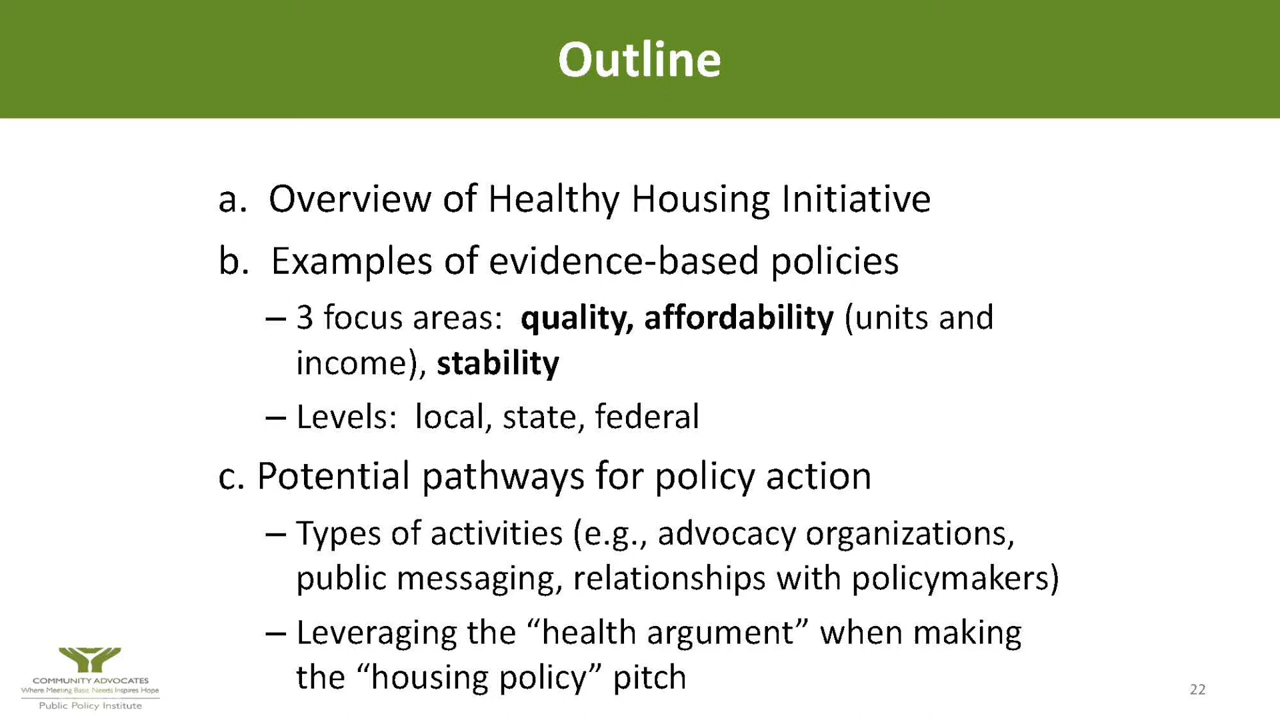 Outline
a. Overview of Healthy Housing Initiative
b. Examples of evidence-based policies
– 3 focus areas: quality, affordability (units and
income), stability
– Levels: local, state, federal
c. Potential pathways for policy action
– Types of activities (e.g., advocacy organizations,
public messaging, relationships with policymakers)
– Leveraging the “health argument” when making
the “housing policy” pitch
COMMUNITY ADVOCATES
Where Meeting Basic Needs Inspires Hope
Public Policy Institute
22